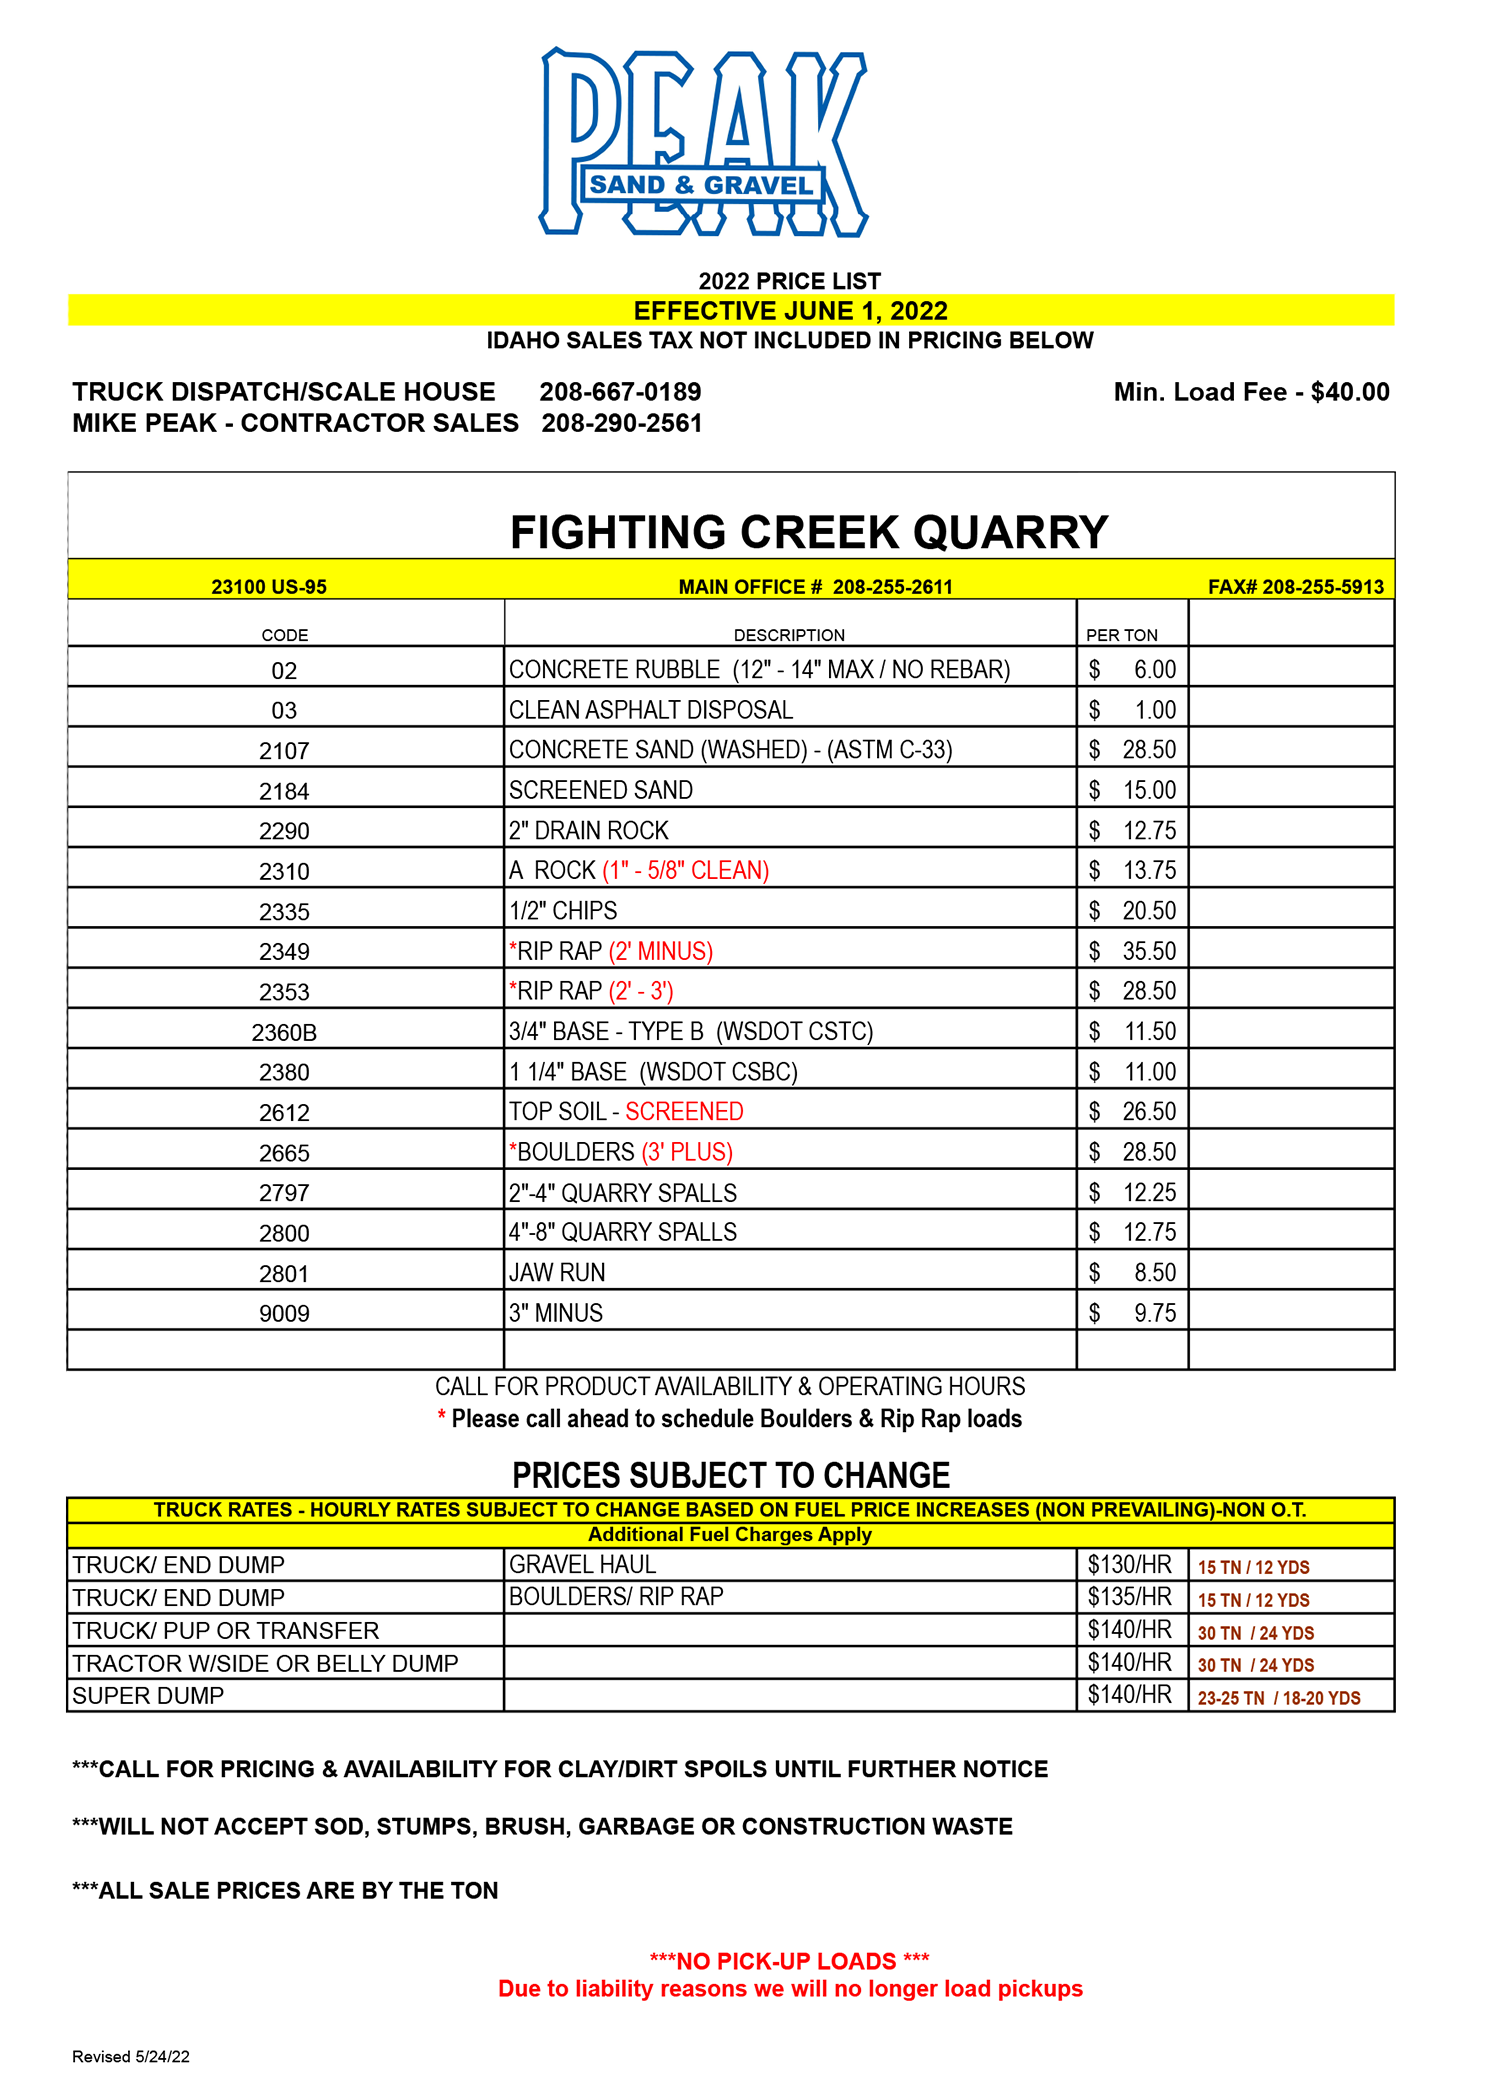 PEAK
SAND & GRAVEL
2022 PRICE LIST
EFFECTIVE JUNE 1, 2022
IDAHO SALES TAX NOT INCLUDED IN PRICING BELOW
TRUCK DISPATCH/SCALE HOUSE 208-667-0189 Min. Load Fee - $40.00
MIKE PEAK - CONTRACTOR SALES 208-290-2561
FIGHTING CREEK QUARRY
23100 US-95 MAIN OFFICE # 208-255-2611 FAX# 208-255-5913
CODE DESCRIPTION PER TON
02 CONCRETE RUBBLE (12" - 14" MAX / NO REBAR) $ 6.00
03 CLEAN ASPHALT DISPOSAL $ 1.00
2107 CONCRETE SAND (WASHED) - (ASTM C-33) $ 28.50
2184 SCREENED SAND $ 15.00
2290 2" DRAIN ROCK $ 12.75
2310 A ROCK (1" - 5/8" CLEAN) $ 13.75
2335 1/2" CHIPS $ 20.50
2349 *RIP RAP (2' MINUS) $ 35.50
2353 *RIP RAP (2' - 3') $ 28.50
2360B 3/4" BASE - TYPE B (WSDOT CSTC) $ 11.50
2380 1 1/4" BASE (WSDOT CSBC) $ 11.00
2612 TOP SOIL - SCREENED $ 26.50
2665 *BOULDERS (3' PLUS) $ 28.50
2797 2"-4" QUARRY SPALLS $ 12.25
2800 4"-8" QUARRY SPALLS $ 12.75
2801 JAW RUN $ 8.50
9009 3" MINUS $ 9.75
CALL FOR PRODUCT AVAILABILITY & OPERATING HOURS
* Please call ahead to schedule Boulders & Rip Rap loads
PRICES SUBJECT TO CHANGE
TRUCK RATES - HOURLY RATES SUBJECT TO CHANGE BASED ON FUEL PRICE INCREASES (NON PREVAILING)-NON O.T.
Additional Fuel Charges Apply
TRUCK/ END DUMP GRAVEL HAUL $130/HR 15 TN / 12 YDS
TRUCK/ END DUMP BOULDERS/ RIP RAP $135/HR 15 TN / 12 YDS
TRUCK/ PUP OR TRANSFER $140/HR 30 TN / 24 YDS
TRACTOR W/SIDE OR BELLY DUMP $140/HR 30 TN / 24 YDS
SUPER DUMP $140/HR 23-25 TN / 18-20 YDS
***CALL FOR PRICING & AVAILABILITY FOR CLAY/DIRT SPOILS UNTIL FURTHER NOTICE
***WILL NOT ACCEPT SOD, STUMPS, BRUSH, GARBAGE OR CONSTRUCTION WASTE
***ALL SALE PRICES ARE BY THE TON
***NO PICK-UP LOADS ***
Due to liability reasons we will no longer load pickups
Revised 5/24/22